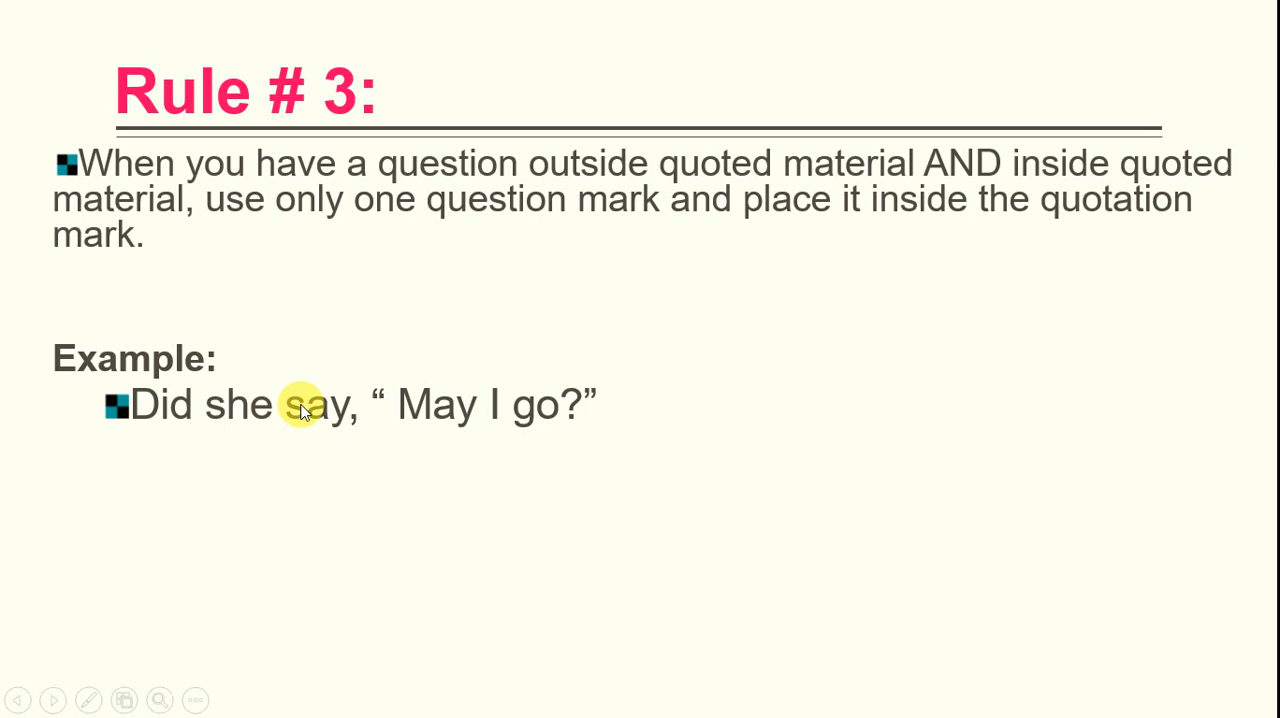 Rule # 3:
When you have a question outside quoted material AND inside quoted
material, use only one question mark and place it inside the quotation
mark.
Example:
Did she say, “ May I go?”